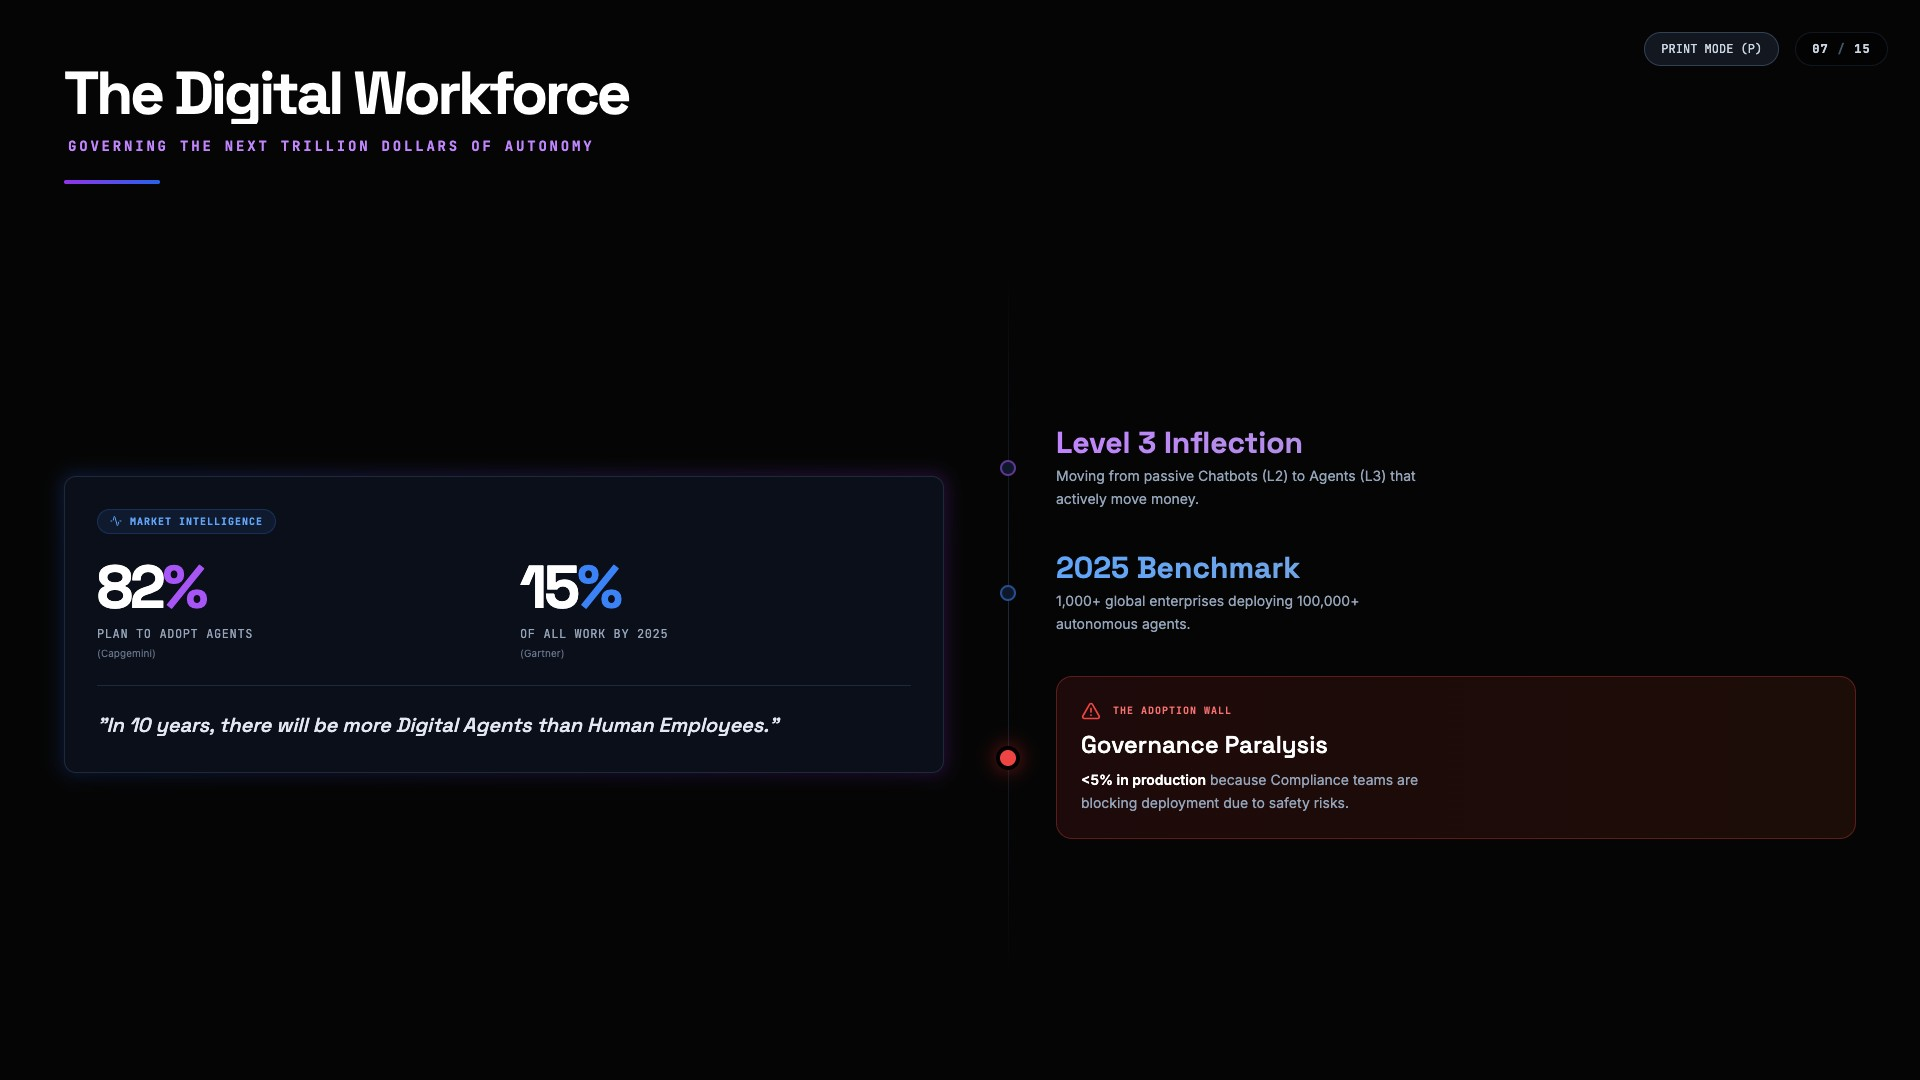 PRINT MODE (P)
07 / 15
The Digital Workforce
GOVERNING THE NEXT TRILLION DOLLARS OF AUTONOMY
MARKET INTELLIGENCE
82%
PLAN TO ADOPT AGENTS
(Capgemini)
15%
OF ALL WORK BY 2025
(Gartner)
"In 10 years, there will be more Digital Agents than Human Employees."
Level 3 Inflection
Moving from passive Chatbots (L2) to Agents (L3) that
actively move money.
2025 Benchmark
1,000+ global enterprises deploying 100,000+
autonomous agents.
THE ADOPTION WALL
Governance Paralysis
<5% in production because Compliance teams are
blocking deployment due to safety risks.